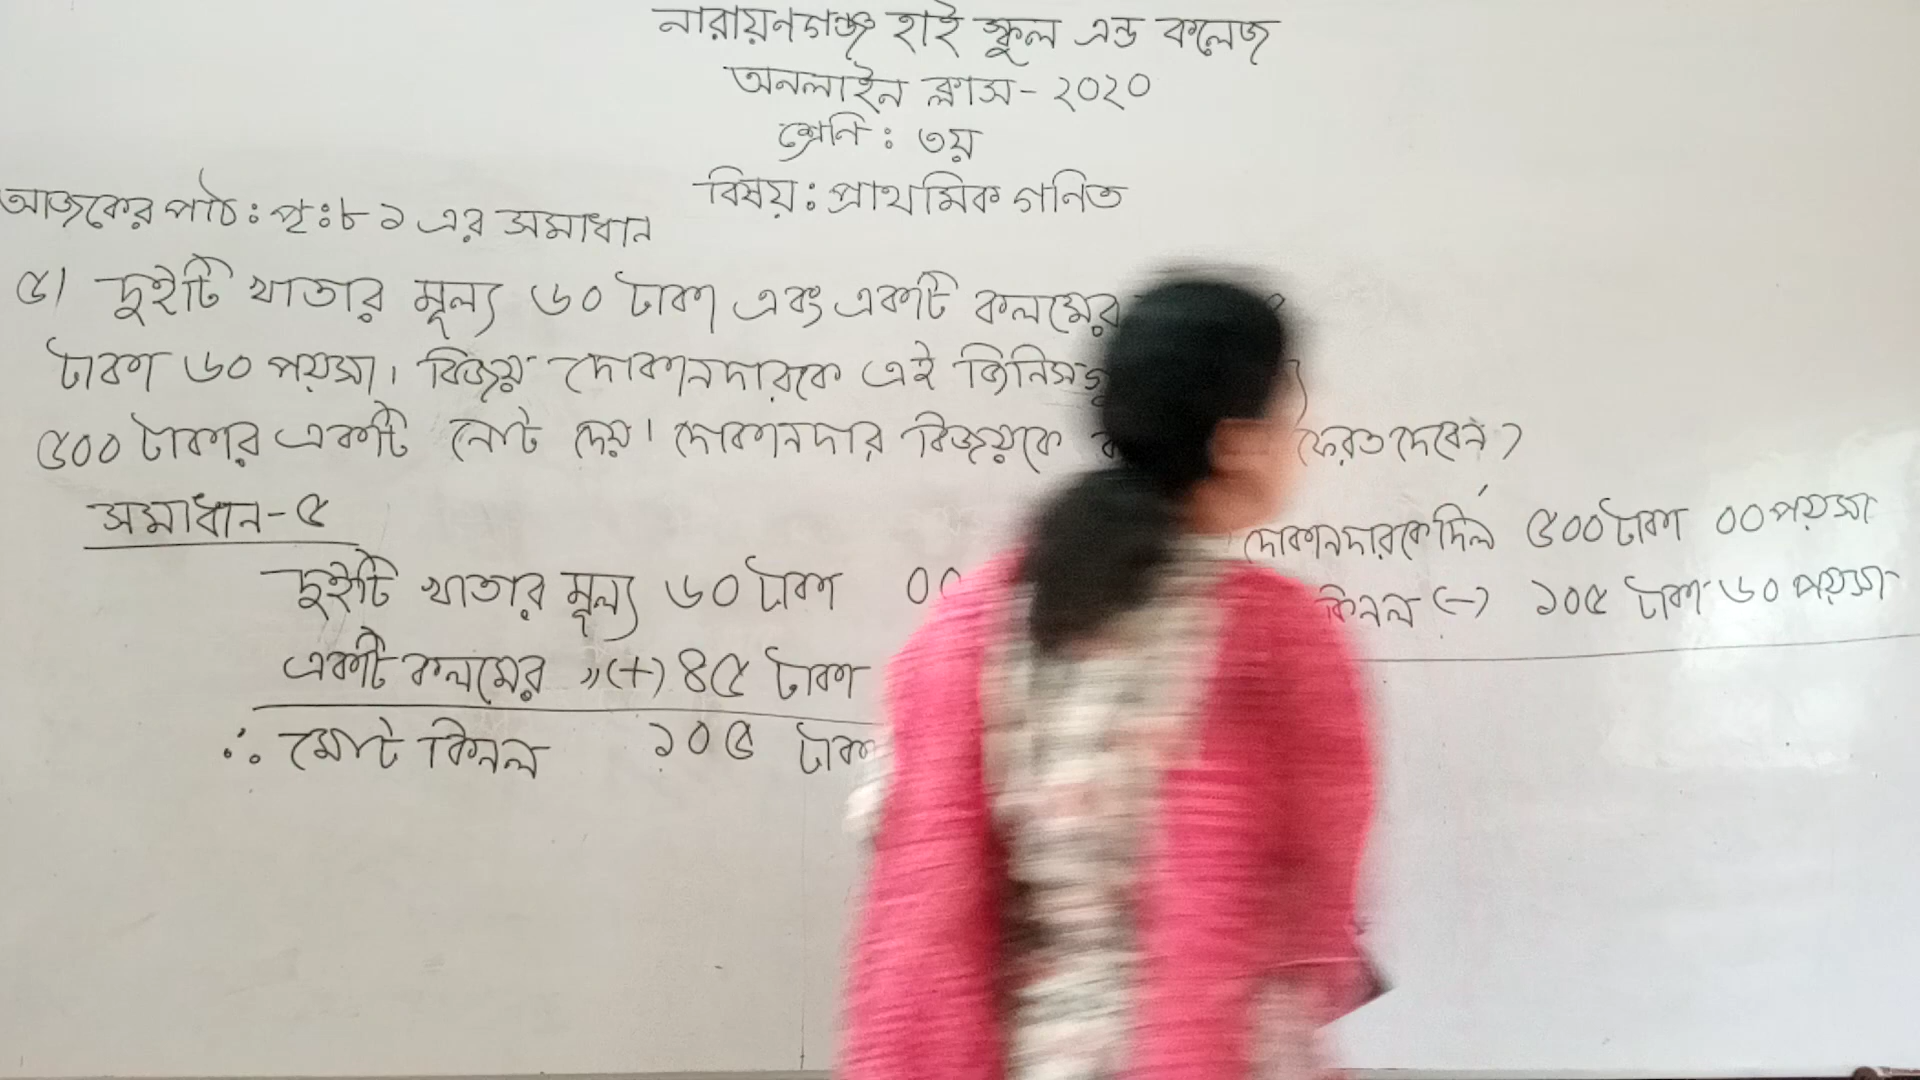 নারায়ণগঞ্জ হাই স্কুল এন্ড কলেজ
অনলাইন ক্লাস- ২০২০
শ্রেনি : ৩য়
বিষয় : প্রাথমিক গনিত
আজকের পাঠ : পৃঃ ৮১ এর সমাধান
৫। দুইটি খাতার মূল্য ৬০ টাকা এবং একটি কলমের
টাকা ৬০ পয়সা। বিজয় দোকানদারকে এই
৫০০ টাকার একটি নোট দেয়। দোকানদার বিজয়কে ফেরত দেবেন?
সমাধান- ৫
দুইটি খাতার মূল্য ৬০ টাকা ০০
একটি কলমের ” (+) ৪৫ টাকা
∴ মোট কিনল ১০৫ টাকা
দোকানদারকে দিল ৫০০ টাকা ০০ পয়সা
কিনল (-) ১০৫ টাকা ৬০ পয়সা